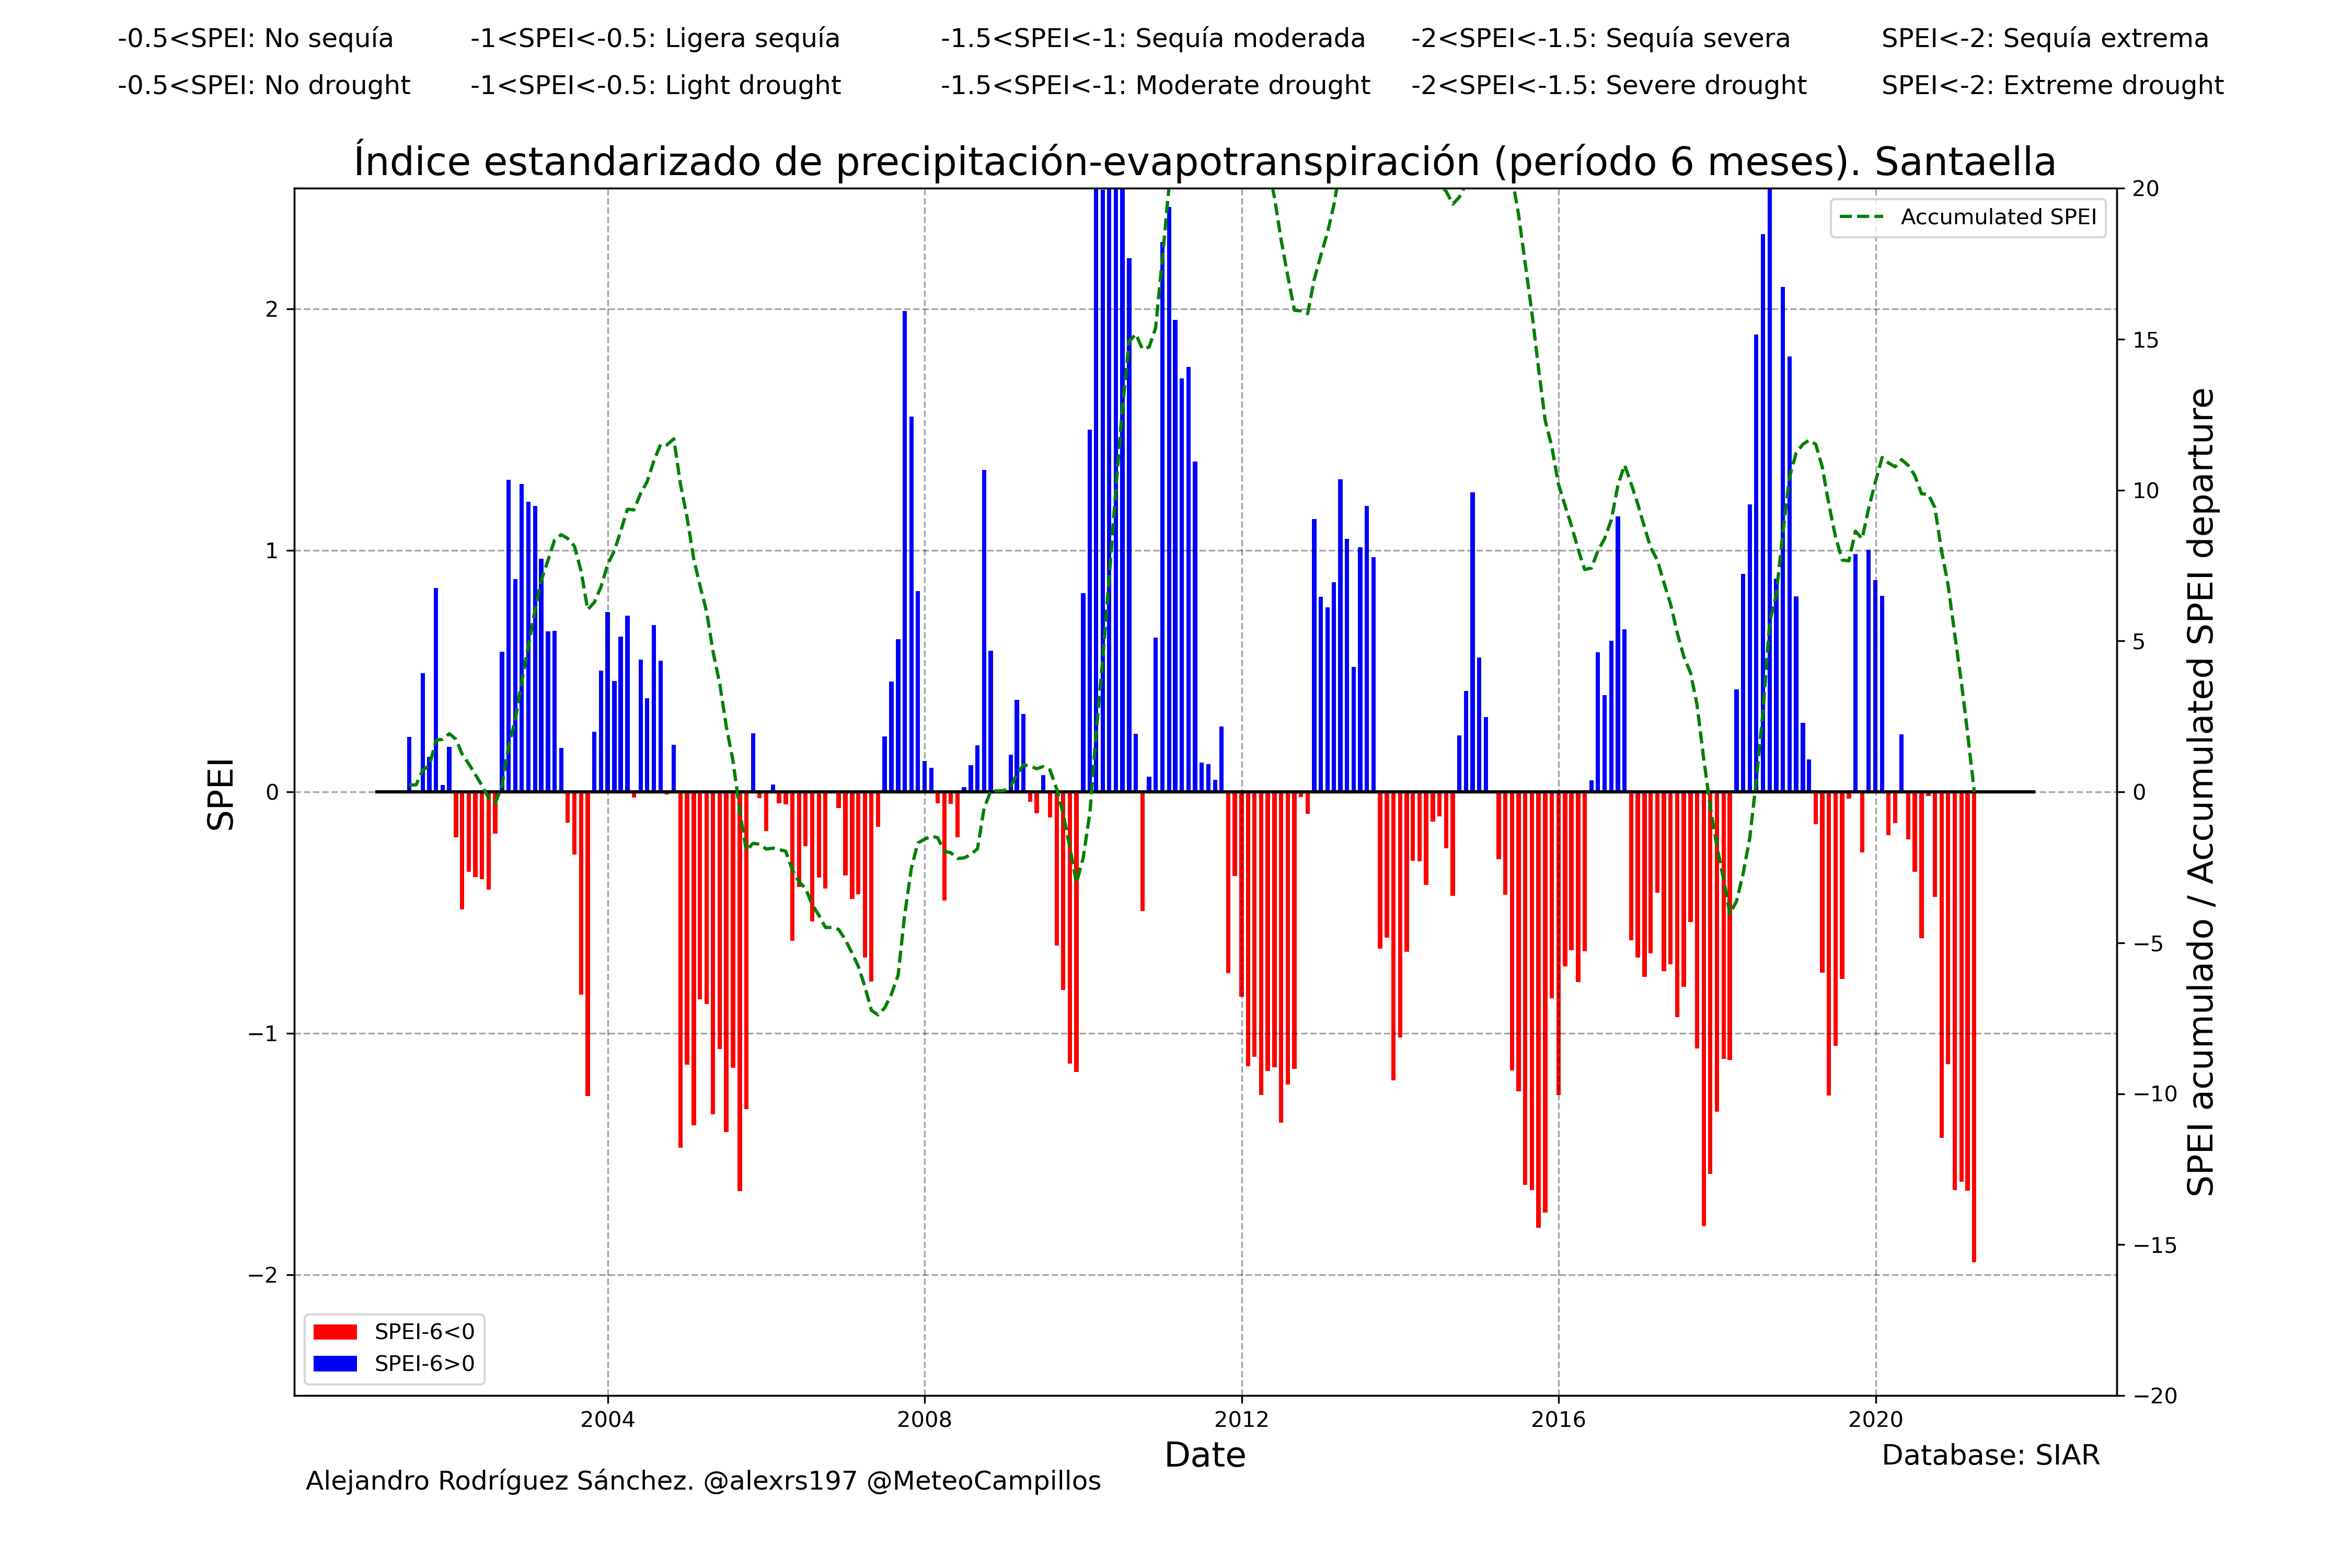 -0.5<SPEI: No sequía -1<SPEI<-0.5: Ligera sequía -1.5<SPEI<-1: Sequía moderada -2<SPEI<-1.5: Sequía severa SPEI<-2: Sequía extrema
-0.5<SPEI: No drought -1<SPEI<-0.5: Light drought -1.5<SPEI<-1: Moderate drought -2<SPEI<-1.5: Severe drought SPEI<-2: Extreme drought
Índice estandarizado de precipitación-evapotranspiración (período 6 meses). Santaella
Accumulated SPEI
SPEI
2
1
0
−1
−2
20
15
10
5
0
−5
−10
−15
−20
SPEI acumulado / Accumulated SPEI departure
SPEI-6<0
SPEI-6>0
2004 2008 2012 2016 2020
Date
Database: SIAR
Alejandro Rodríguez Sánchez. @alexrs197 @MeteoCampillos